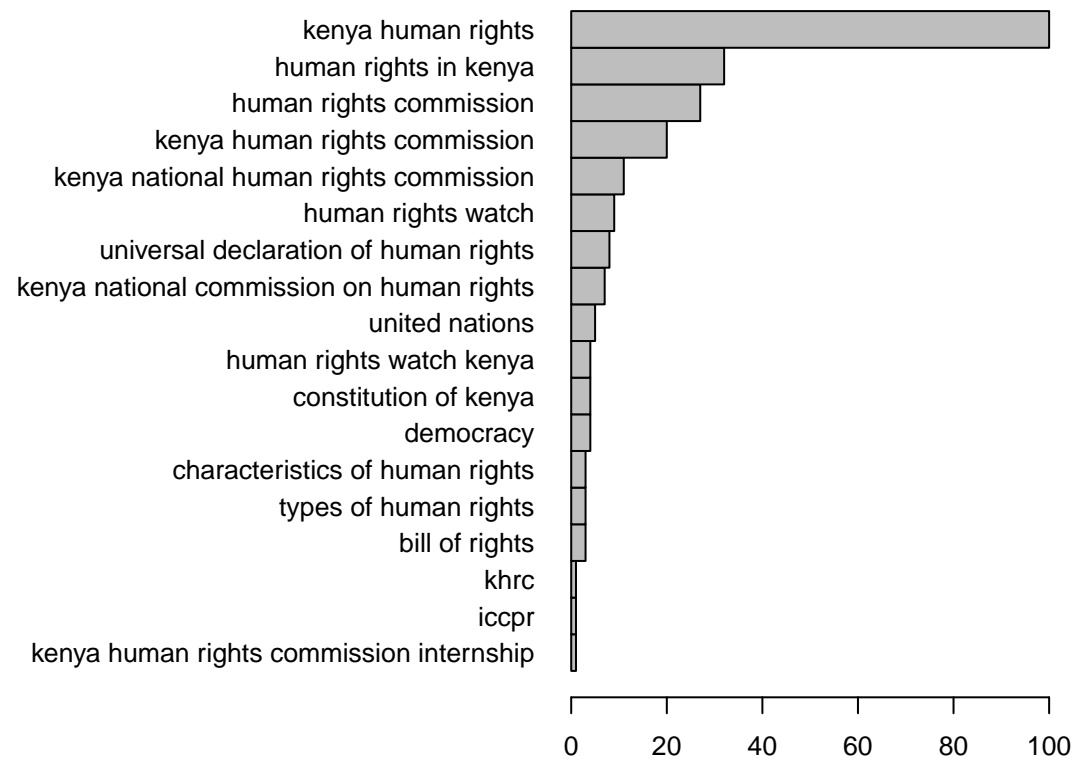 kenya human rights
human rights in kenya
human rights commission
kenya human rights commission
kenya national human rights commission
human rights watch
universal declaration of human rights
kenya national commission on human rights
united nations
human rights watch kenya
constitution of kenya
democracy
characteristics of human rights
types of human rights
bill of rights
khrc
iccpr
kenya human rights commission internship
0 20 40 60 80 100